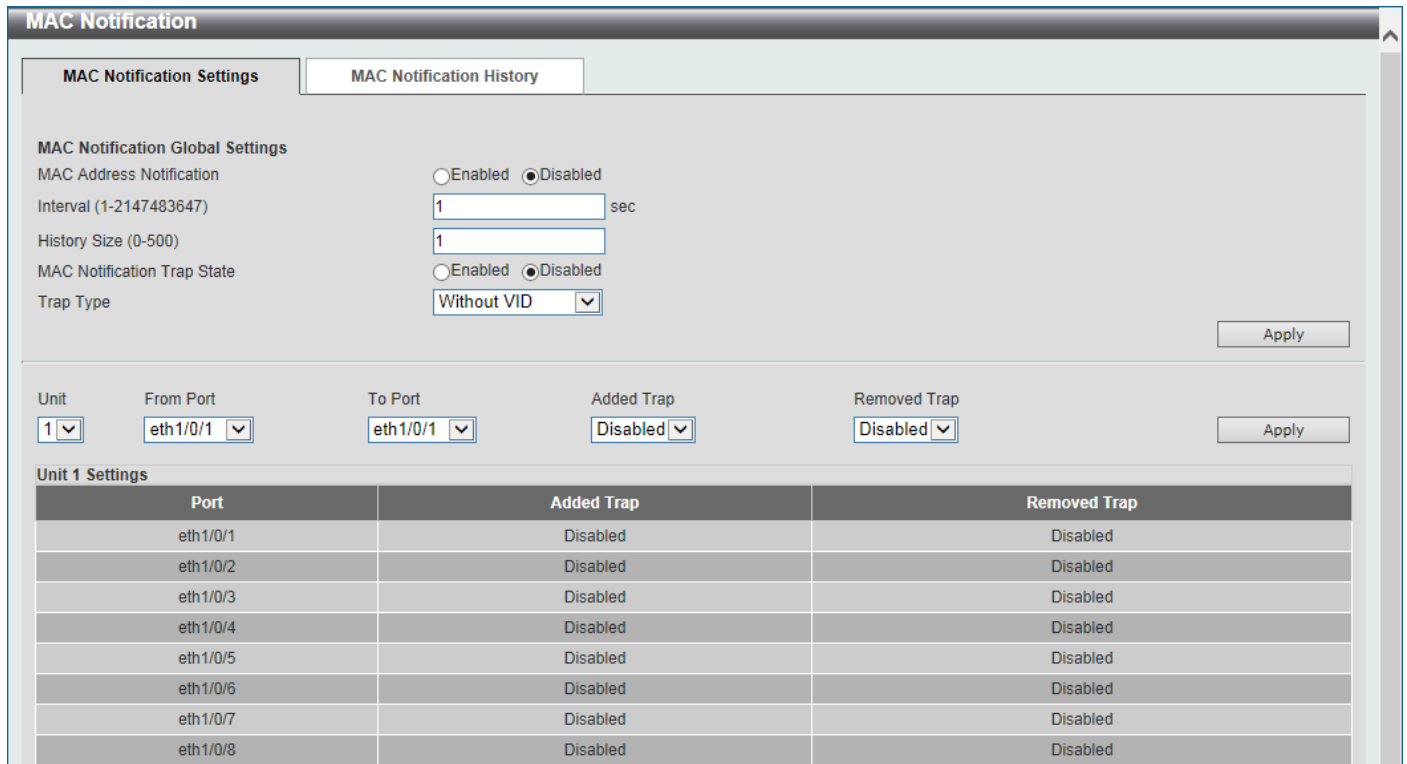 MAC Notification
MAC Notification Settings MAC Notification History
MAC Notification Global Settings
MAC Address Notification Enabled Disabled
Interval (1-2147483647) 1 sec
History Size (0-500) 1
MAC Notification Trap State Enabled Disabled
Trap Type Without VID
Apply
Unit From Port To Port Added Trap Removed Trap
1 eth1/0/1 eth1/0/1 Disabled Disabled Apply
Unit 1 Settings
Port Added Trap Removed Trap
eth1/0/1 Disabled Disabled
eth1/0/2 Disabled Disabled
eth1/0/3 Disabled Disabled
eth1/0/4 Disabled Disabled
eth1/0/5 Disabled Disabled
eth1/0/6 Disabled Disabled
eth1/0/7 Disabled Disabled
eth1/0/8 Disabled Disabled